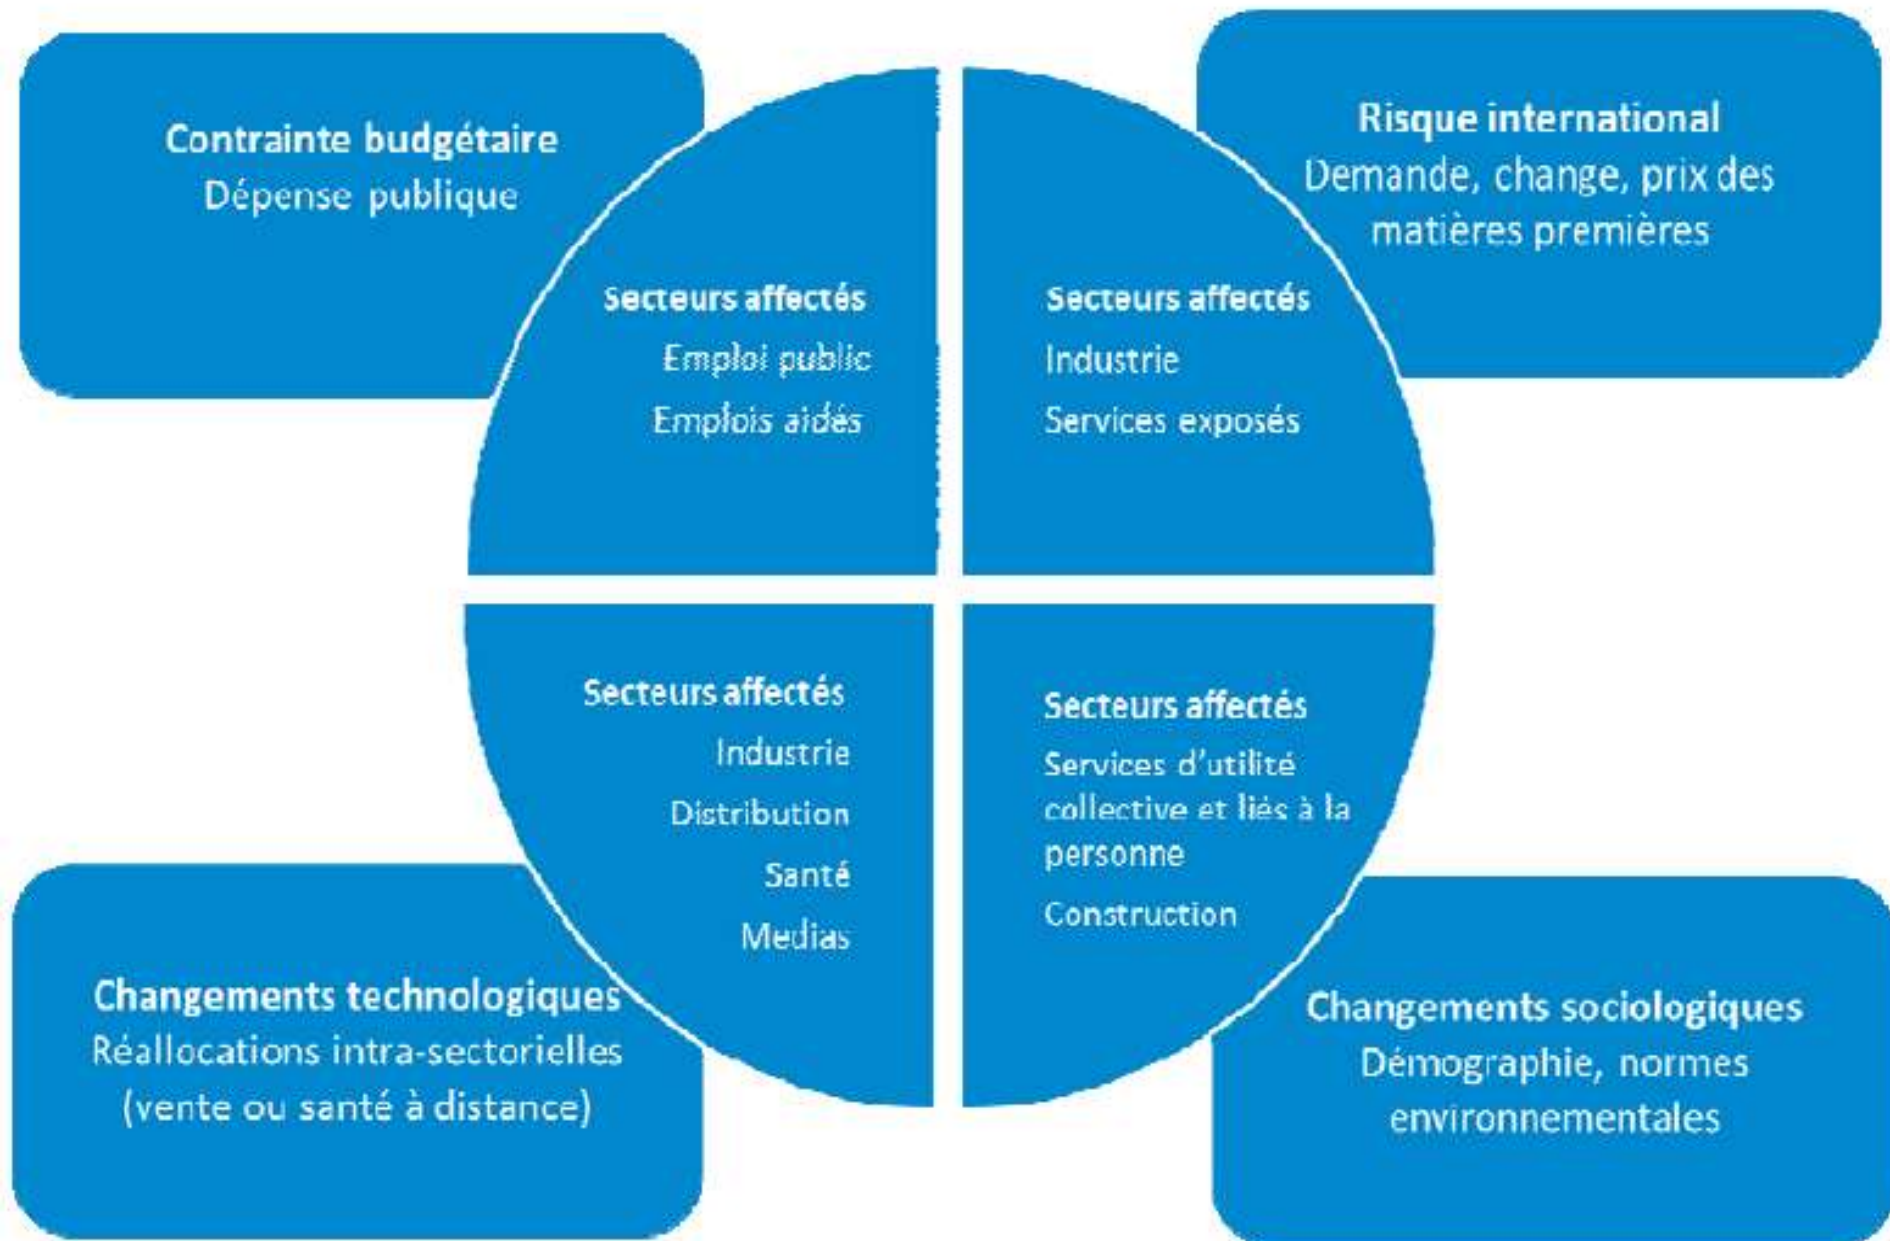 Contrainte budgétaire
Dépense publique
Risque international
Demande, change, prix des
matières premières
Secteurs affectés
Emploi public
Emplois aidés
Secteurs affectés
Industrie
Services exposés
Secteurs affectés
Industrie
Distribution
Santé
Medias
Secteurs affectés
Services d'utilité
collective et liés à la
personne
Construction
Changements technologiques
Réallocations intra-sectorielles
(vente ou santé à distance)
Changements sociologiques
Démographie, normes
environnementales